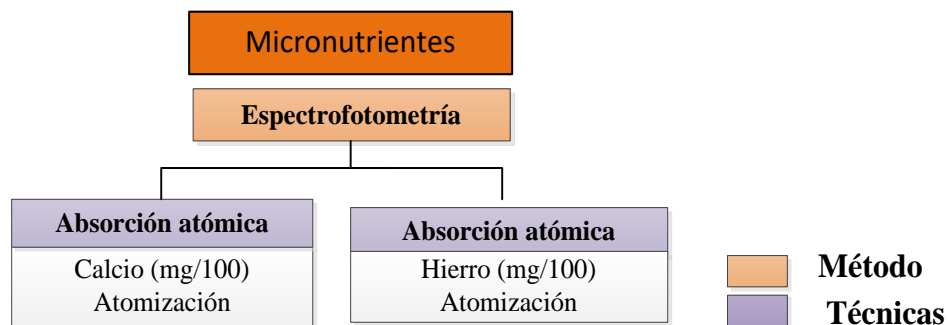 Micronutrientes
Espectrofotometría
Absorción atómica
Calcio (mg/100)
Atomización
Absorción atómica
Hierro (mg/100)
Atomización
Método
Técnicas